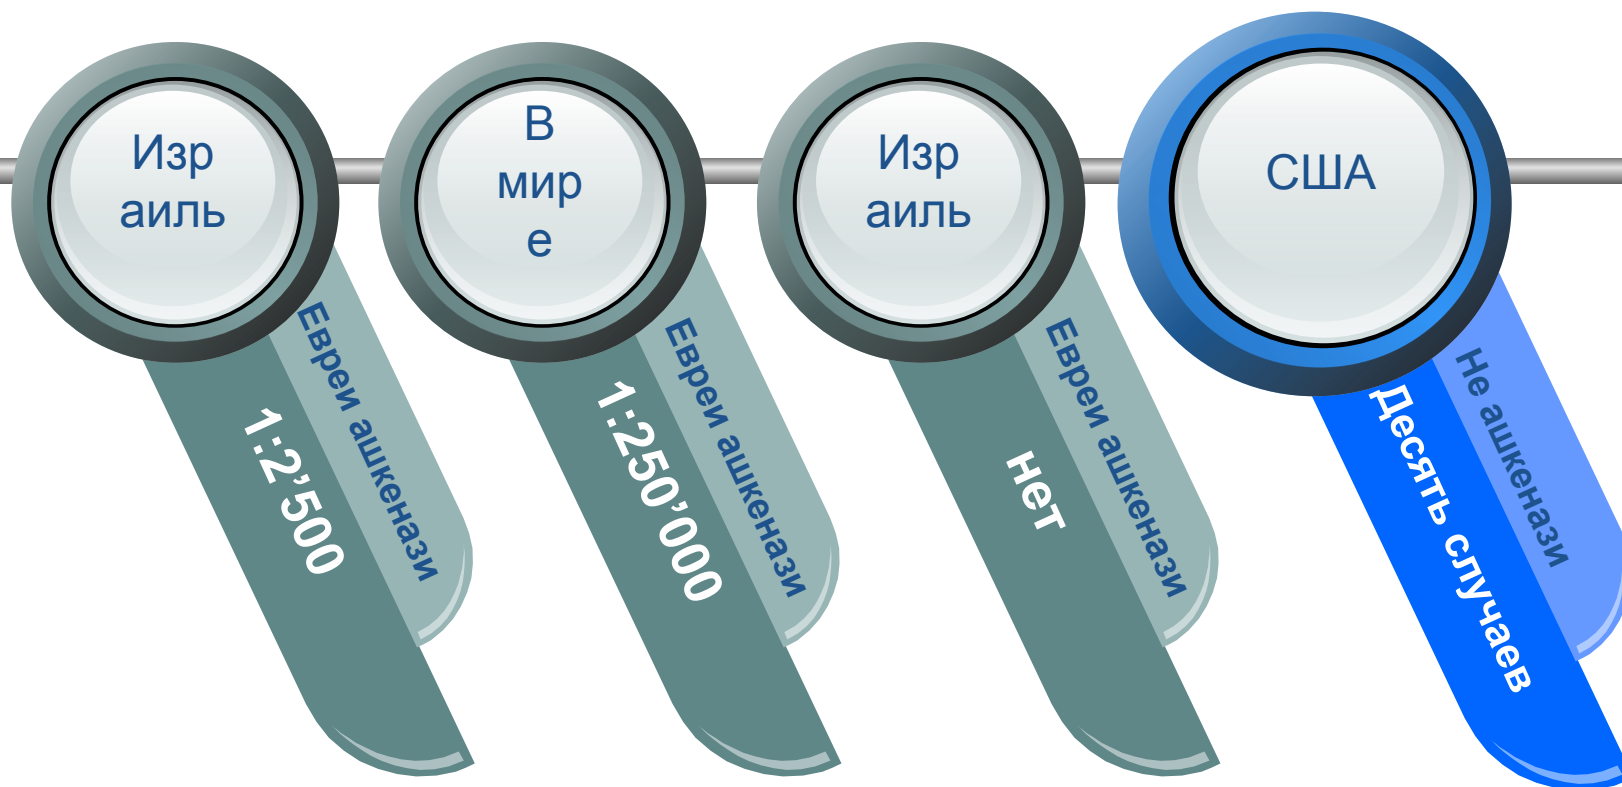 Изр
аиль
Евреи ашкенази
1:2’500
В
мир
е
Евреи ашкенази
1:250’000
Изр
аиль
Евреи ашкенази
нет
США
Не ашкенази
Десять случаев